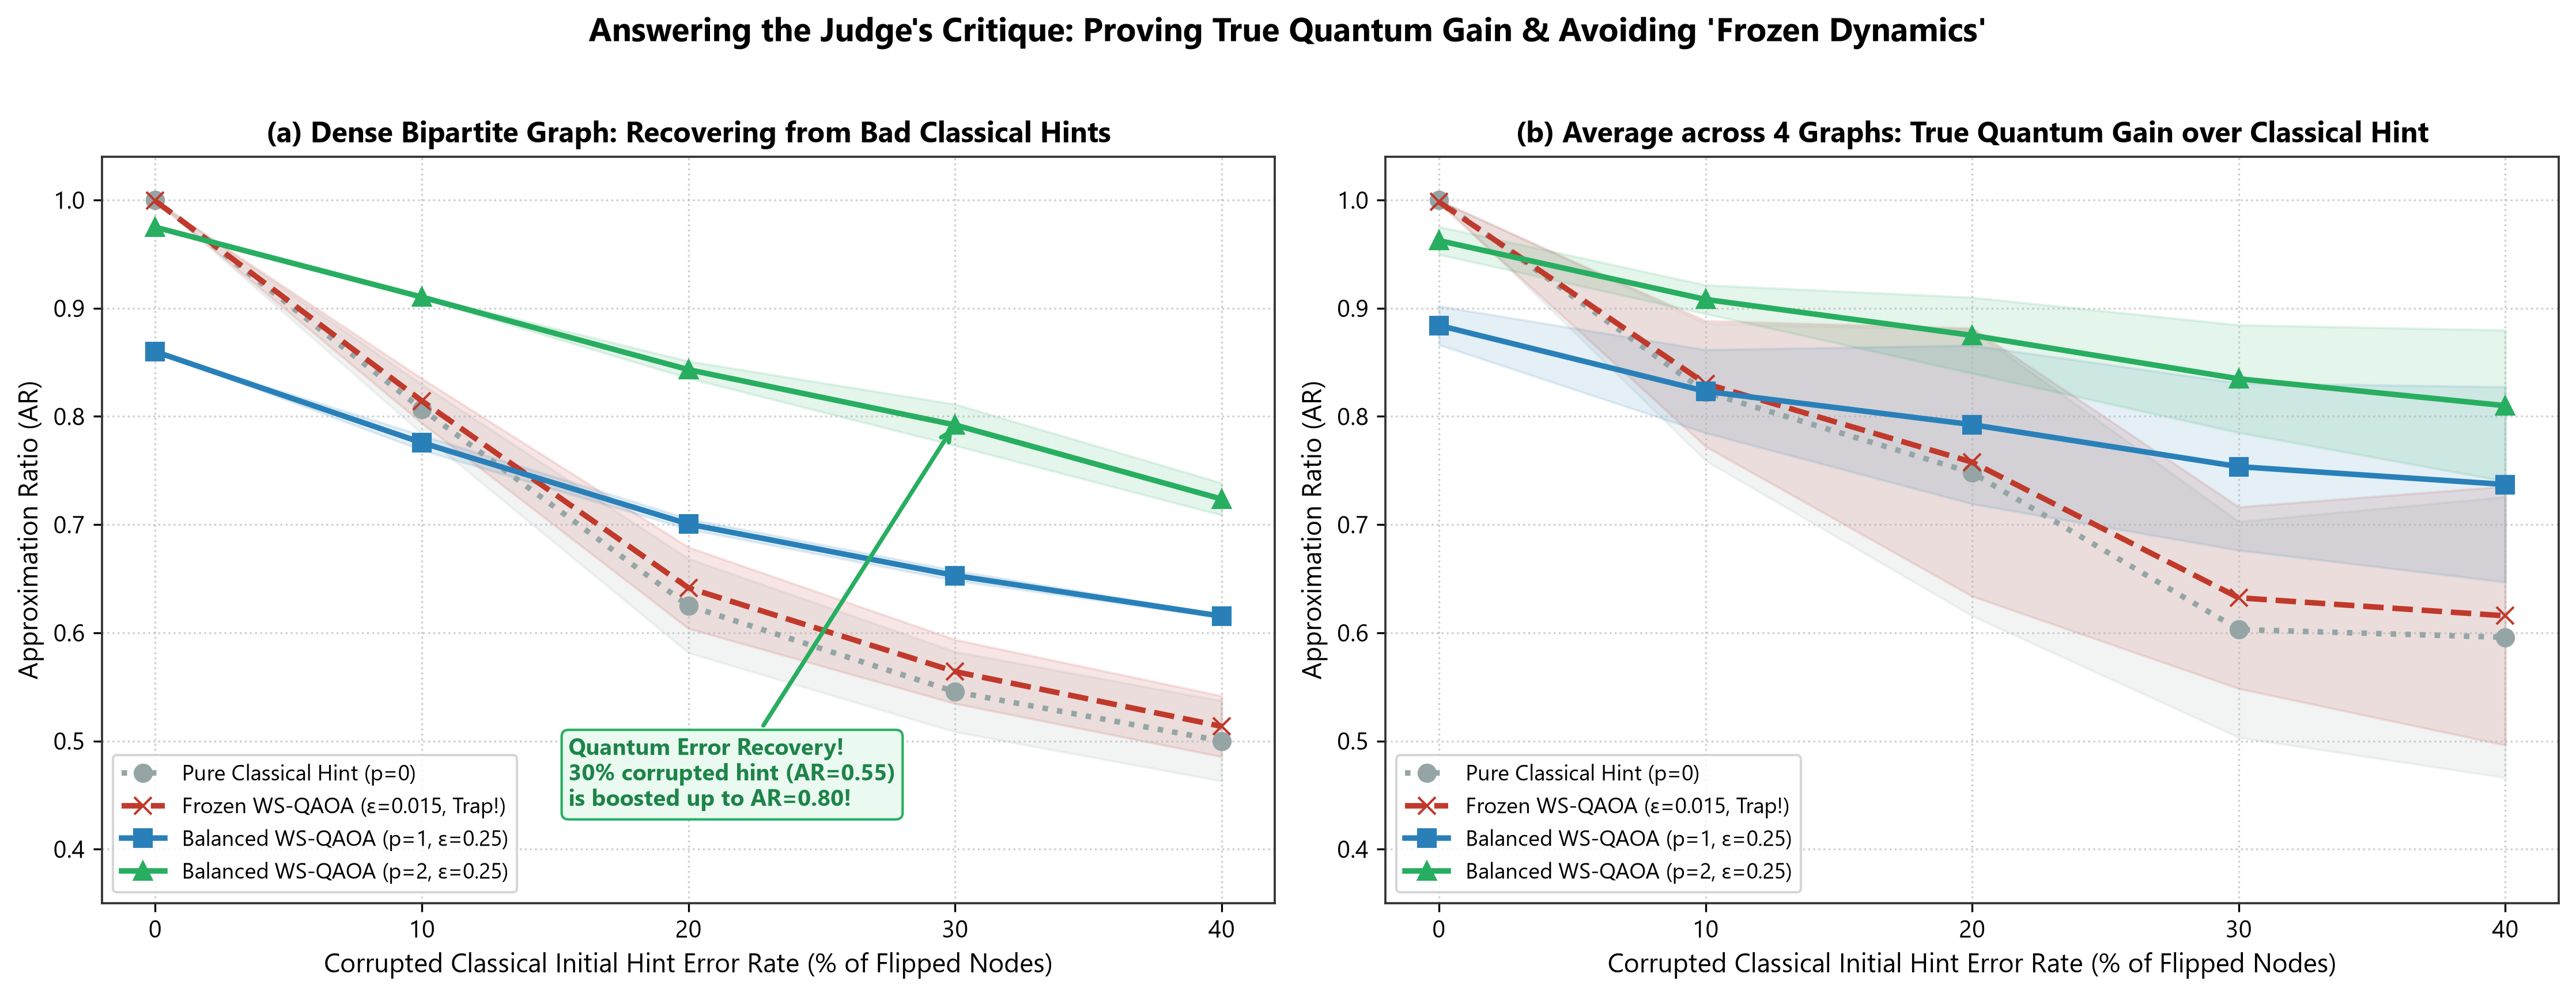 Answering the Judge's Critique: Proving True Quantum Gain & Avoiding 'Frozen Dynamics'
(a) Dense Bipartite Graph: Recovering from Bad Classical Hints
Approximation Ratio (AR)
1.0
0.9
0.8
0.7
0.6
0.5
0.4
Quantum Error Recovery!
30% corrupted hint (AR=0.55)
is boosted up to AR=0.80!
Pure Classical Hint (p=0)
Frozen WS-QAOA (ε=0.015, Trap!)
Balanced WS-QAOA (p=1, ε=0.25)
Balanced WS-QAOA (p=2, ε=0.25)
0 10 20 30 40
Corrupted Classical Initial Hint Error Rate (% of Flipped Nodes)
(b) Average across 4 Graphs: True Quantum Gain over Classical Hint
Approximation Ratio (AR)
1.0
0.9
0.8
0.7
0.6
0.5
0.4
Pure Classical Hint (p=0)
Frozen WS-QAOA (ε=0.015, Trap!)
Balanced WS-QAOA (p=1, ε=0.25)
Balanced WS-QAOA (p=2, ε=0.25)
0 10 20 30 40
Corrupted Classical Initial Hint Error Rate (% of Flipped Nodes)